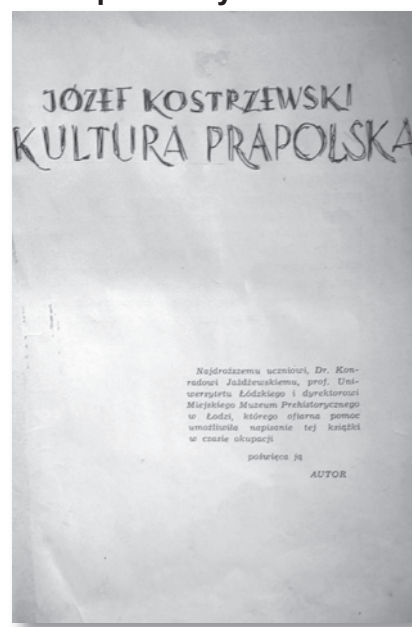 JÓZEF KOSTRZEWSKI
KULTURA PRAPOLSKA
Najdroższemu uczniowi, Dr. Kon-
radowi Jażdżewskiemu, prof. Uni-
wersytetu Łódzkiego i dyrektorowi
Miejskiego Muzeum Prehistorycznego
w Łodzi, którego ofiarna pomoc
umożliwiła napisanie tej książki
w czasie okupacji
poświęca ją
AUTOR